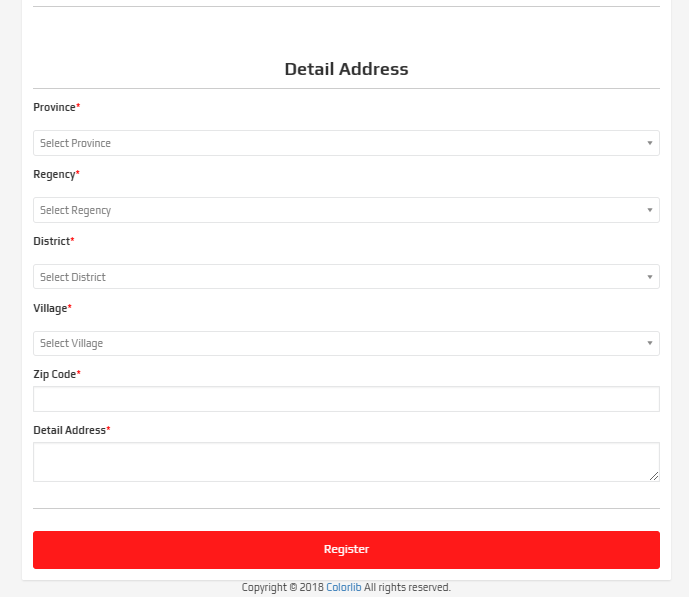 Detail Address
Province*
Select Province
Regency*
Select Regency
District*
Select District
Village*
Select Village
Zip Code*
Detail Address*
Register
Copyright © 2018 Colorlib All rights reserved.